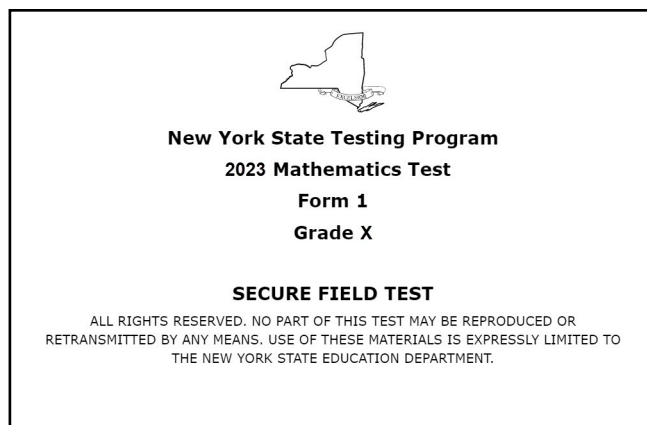 EXCELSIOR
New York State Testing Program
2023 Mathematics Test
Form 1
Grade X
SECURE FIELD TEST
ALL RIGHTS RESERVED. NO PART OF THIS TEST MAY BE REPRODUCED OR
RETRANSMITTED BY ANY MEANS. USE OF THESE MATERIALS IS EXPRESSLY LIMITED TO
THE NEW YORK STATE EDUCATION DEPARTMENT.